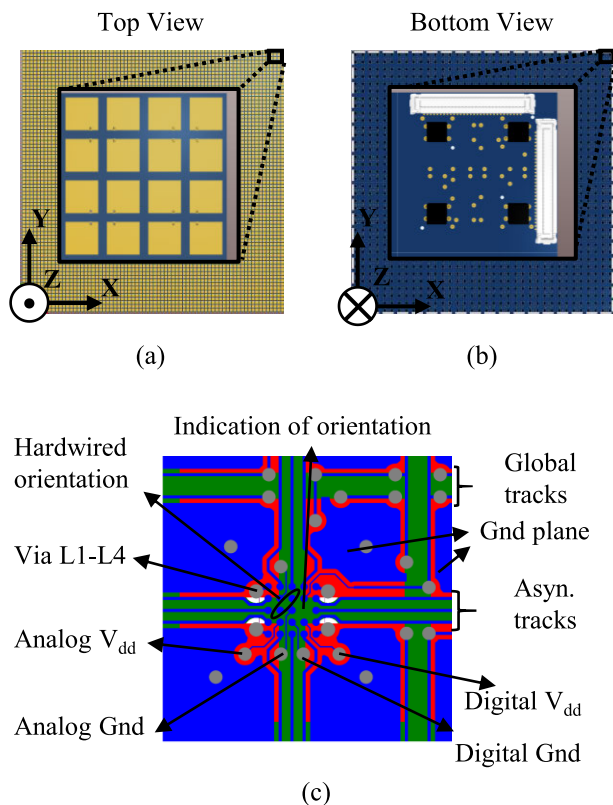 Top View
Bottom View
Y
Z
X
Y
Z
X
(a)
(b)
Indication of orientation
Hardwired
orientation
Global
tracks
Gnd plane
Via L1-L4
Asyn.
tracks
Analog Vdd
Digital Vdd
Analog Gnd
Digital Gnd
(c)